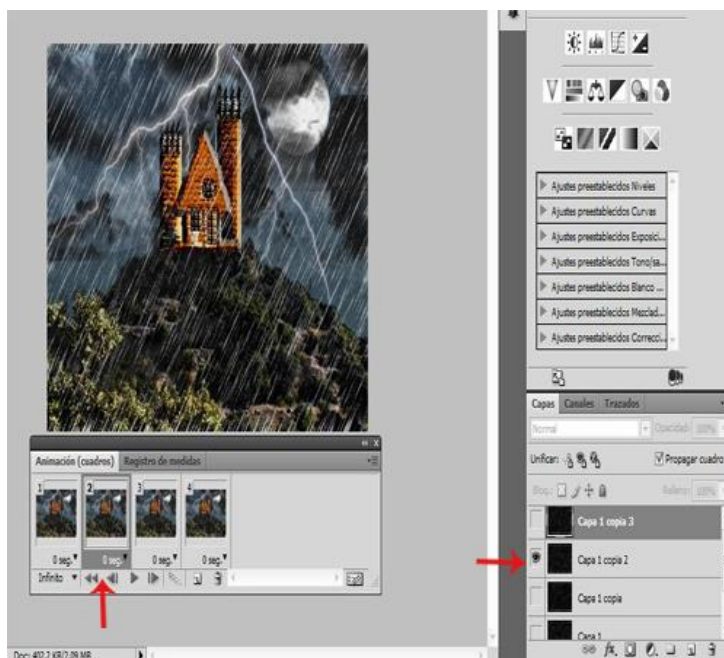 Ajustes preestablecidos Niveles
Ajustes preestablecidos Curvas
Ajustes preestablecidos Exposici...
Ajustes preestablecidos Tono/sa...
Ajustes preestablecidos Blanco ...
Ajustes preestablecidos Mezclad...
Ajustes preestablecidos Correcci...
Capas Canales Trazados
Normal Opacidad: 100%
Unificar: Propagar cuadro
Bloq.: Relleno: 100%
Capa 1 copia 3
Capa 1 copia 2
Capa 1 copia
Capa 1
Animación (cuadros) Registro de medidas
1 2 3 4
0 seg. 0 seg. 0 seg. 0 seg.
Infinito
Doc: 402,2 KB/2,09 MB